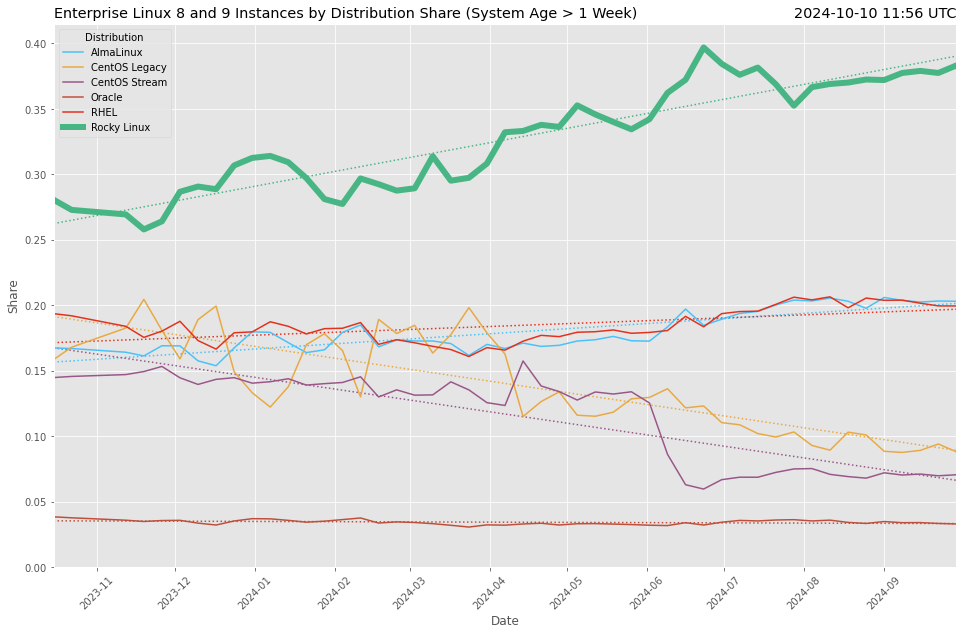 Enterprise Linux 8 and 9 Instances by Distribution Share (System Age > 1 Week)
2024-10-10 11:56 UTC
Distribution
AlmaLinux
CentOS Legacy
CentOS Stream
Oracle
RHEL
Rocky Linux
Share
0.40
0.35
0.30
0.25
0.20
0.15
0.10
0.05
0.00
2023-11
2023-12
2024-01
2024-02
2024-03
2024-04
2024-05
2024-06
2024-07
2024-08
2024-09
Date